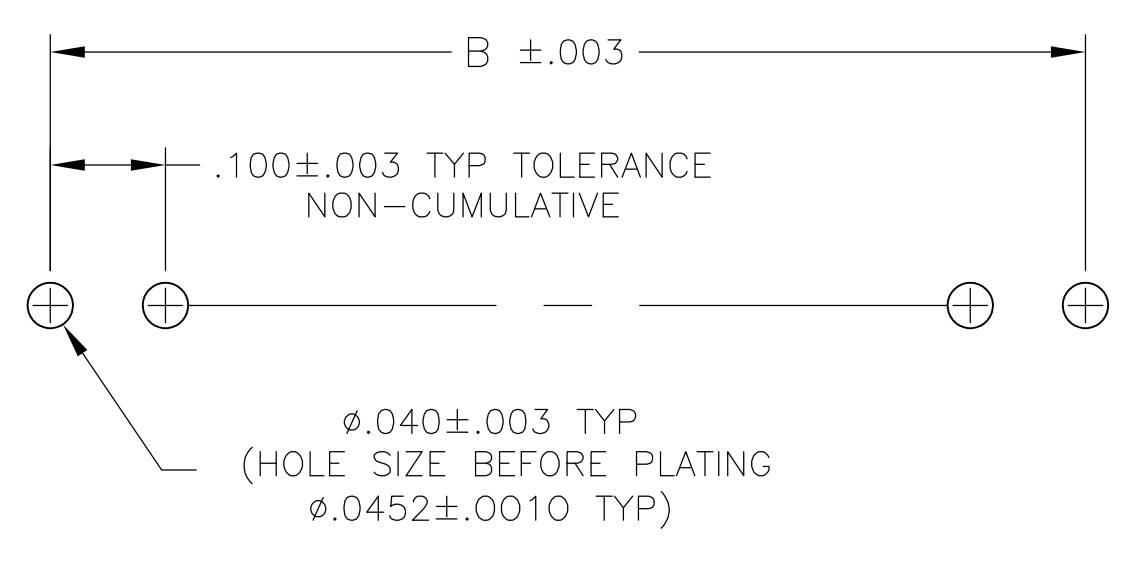 B ±.003
.100±.003 TYP TOLERANCE
NON-CUMULATIVE
ø.040±.003 TYP
(HOLE SIZE BEFORE PLATING
ø.0452±.0010 TYP)